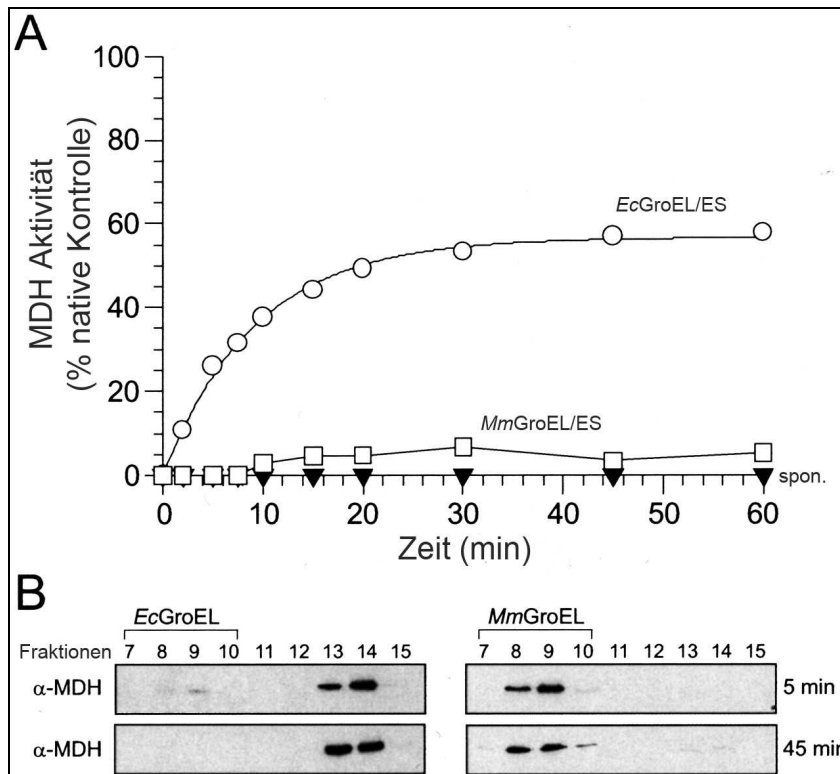 A
100
80
60
40
20
0
MDH Aktivität
(% native Kontrolle)
EcGroEL/ES
MmGroEL/ES
spon.
0 10 20 30 40 50 60
Zeit (min)
B
EcGroEL MmGroEL
Fraktionen 7 8 9 10 11 12 13 14 15 7 8 9 10 11 12 13 14 15
α-MDH 5 min
α-MDH 45 min